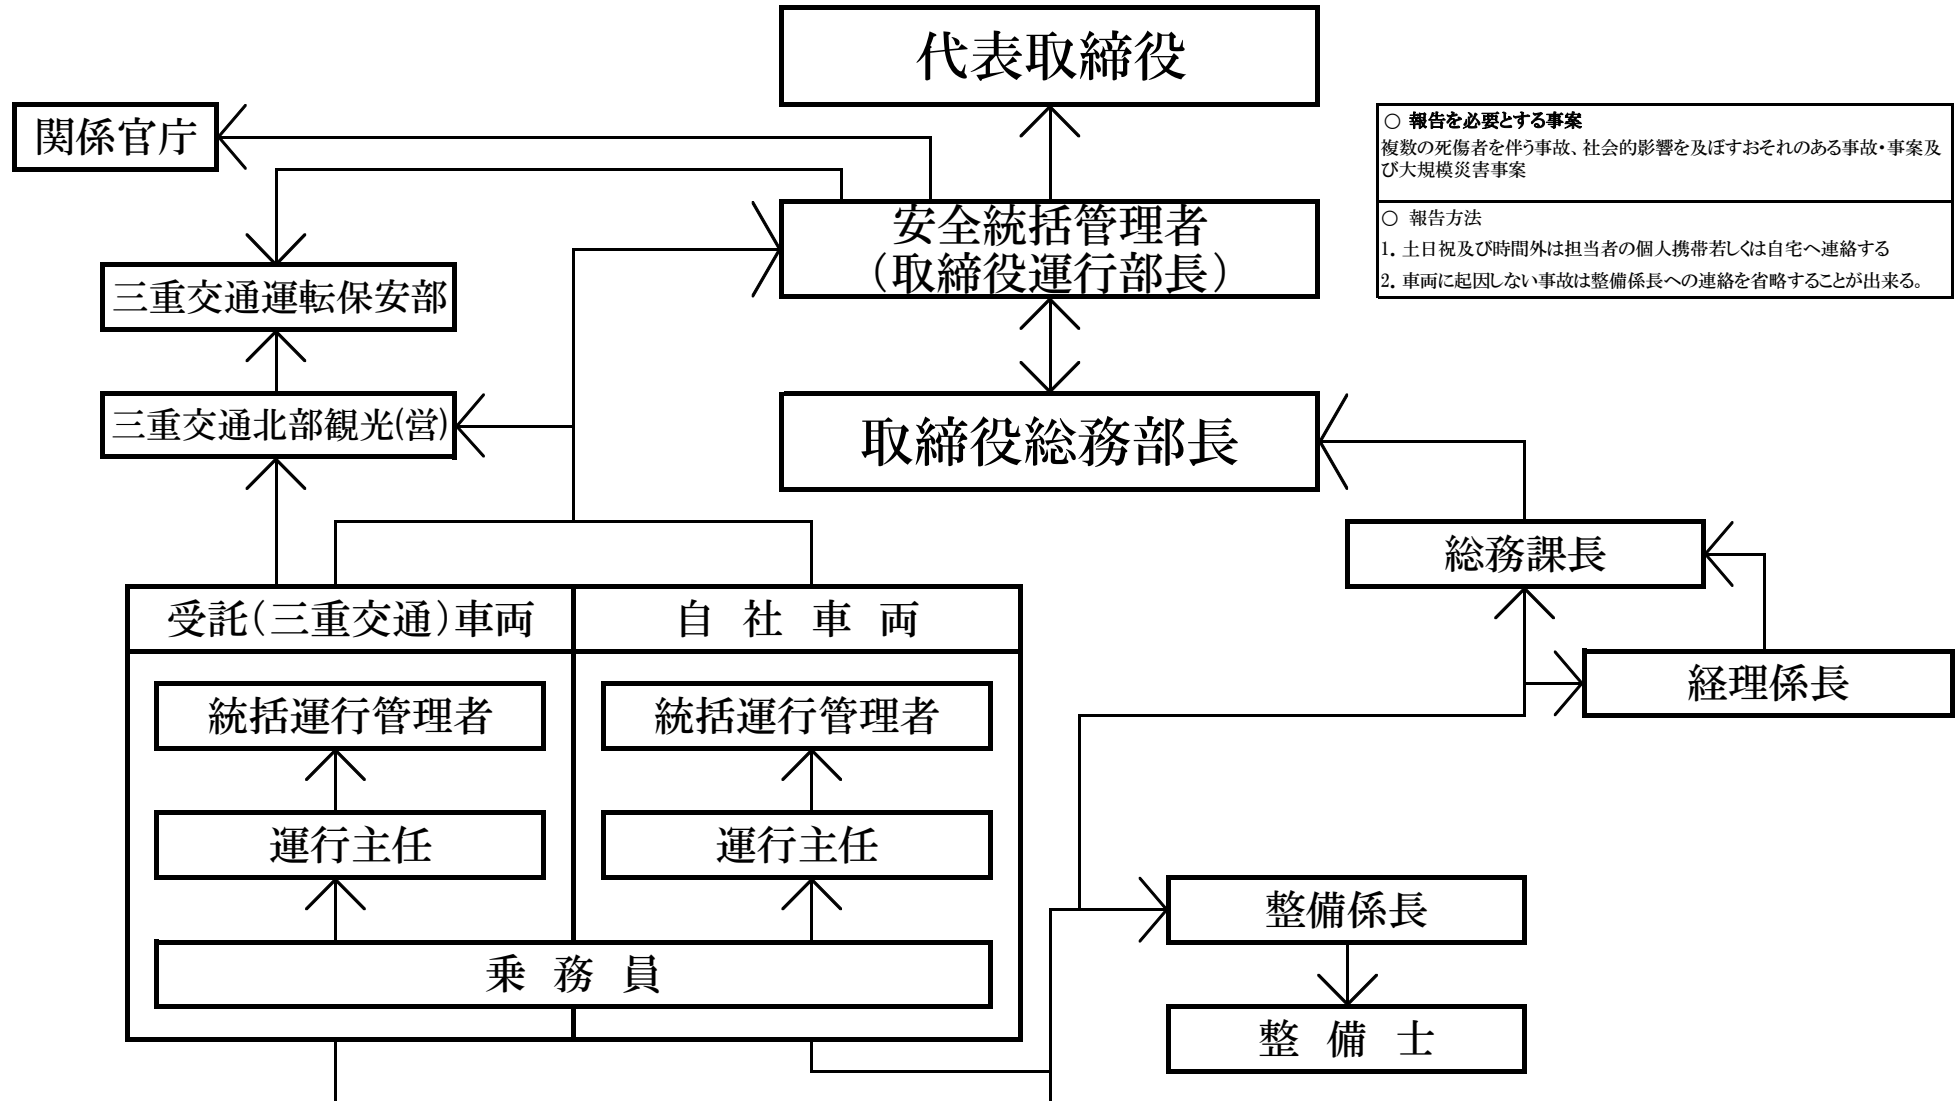 代表取締役
関係官庁
○ 報告を必要とする事案
複数の死傷者を伴う事故、社会的影響を及ぼすおそれのある事故・事案及
び大規模災害事案
○ 報告方法
1．土日祝及び時間外は担当者の個人携帯若しくは自宅へ連絡する
2．車両に起因しない事故は整備係長への連絡を省略することが出来る。
安全統括管理者
（取締役運行部長）
三重交通運転保安部
三重交通北部観光(営)
取締役総務部長
総務課長
経理係長
受託（三重交通）車両
自 社 車 両
統括運行管理者
統括運行管理者
運行主任
運行主任
乗 務 員
整備係長
整 備 士